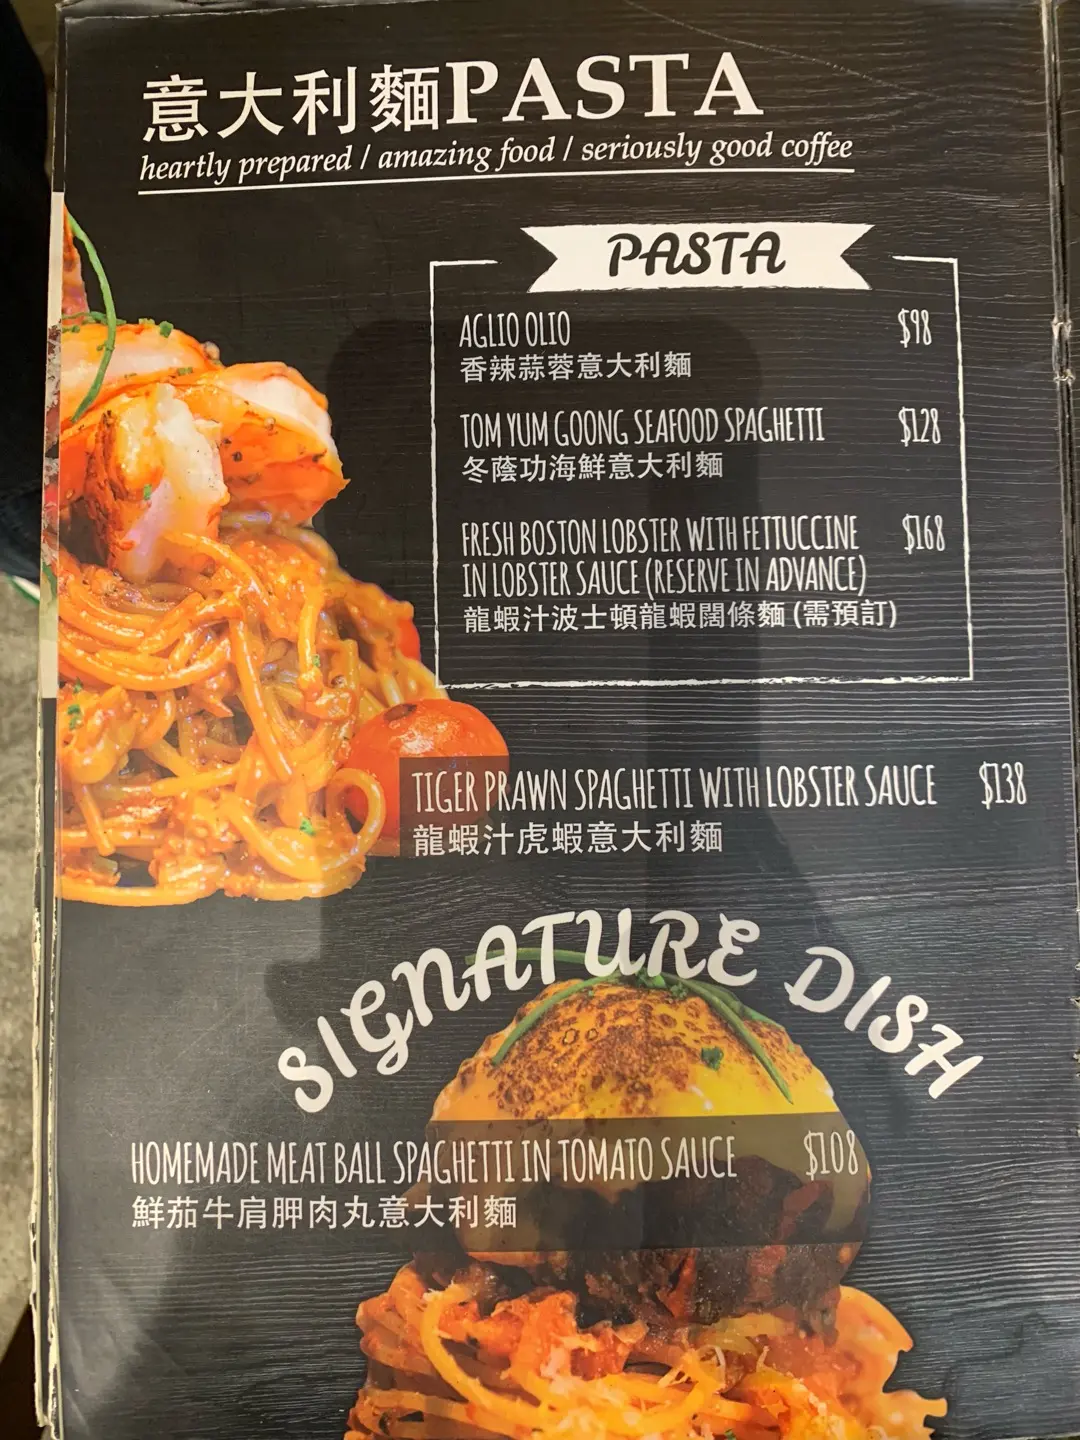 意大利麵PASTA
heartly prepared / amazing food / seriously good coffee
PASTA
AGLIO OLIO $98
香辣蒜蓉意大利麵
TOM YUM GOONG SEAFOOD SPAGHETTI $128
冬蔭功海鮮意大利麵
FRESH BOSTON LOBSTER WITH FETTUCCINE $168
IN LOBSTER SAUCE (RESERVE IN ADVANCE)
龍蝦汁波士頓龍蝦闊條麵 (需預訂)
TIGER PRAWN SPAGHETTI WITH LOBSTER SAUCE $138
龍蝦汁虎蝦意大利麵
SIGNATURE DISH
HOMEMADE MEAT BALL SPAGHETTI IN TOMATO SAUCE $108
鮮茄牛肩胛肉丸意大利麵